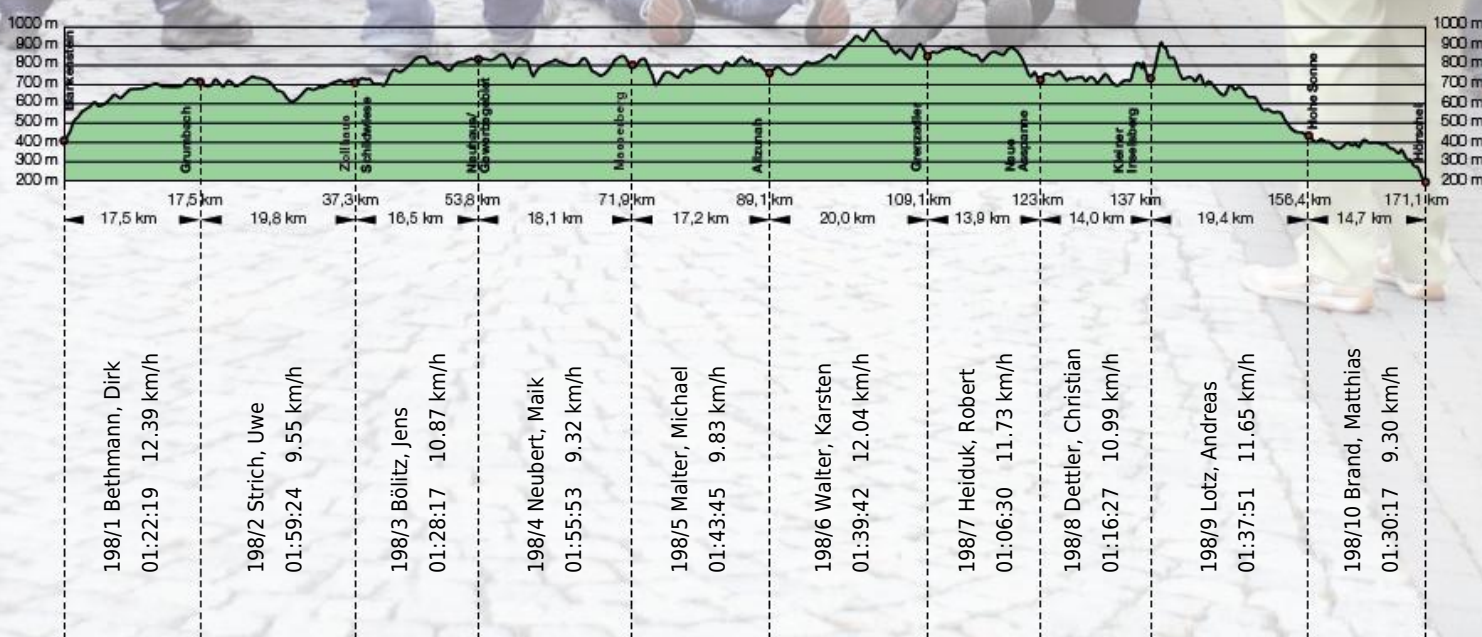 1000 m
900 m
800 m
700 m
600 m
500 m
400 m
300 m
200 m
1000 m
900 m
800 m
700 m
600 m
500 m
400 m
300 m
200 m
Blankenstein
Grumbach
Zollhaus
Schildwiese
Neuhaus/
Masserberg
Allzunah
Grenzadler
Neue
Ausspanne
Kleiner
Inselsberg
Hohe Sonne
Hörschel
17,5 km
37,3 km
53,8 km
71,9 km
89,1 km
109,1 km
123 km
137 km
156,4 km
171,1 km
17,5 km
19,8 km
16,5 km
18,1 km
17,2 km
20,0 km
13,9 km
14,0 km
19,4 km
14,7 km
198/1 Bethmann, Dirk
01:22:19 12.39 km/h
198/2 Strich, Uwe
01:59:24 9.55 km/h
198/3 Bölitz, Jens
01:28:17 10.87 km/h
198/4 Neubert, Maik
01:55:53 9.32 km/h
198/5 Malter, Michael
01:43:45 9.83 km/h
198/6 Walter, Karsten
01:39:42 12.04 km/h
198/7 Heiduk, Robert
01:06:30 11.73 km/h
198/8 Dettler, Christian
01:16:27 10.99 km/h
198/9 Lotz, Andreas
01:37:51 11.65 km/h
198/10 Brand, Matthias
01:30:17 9.30 km/h